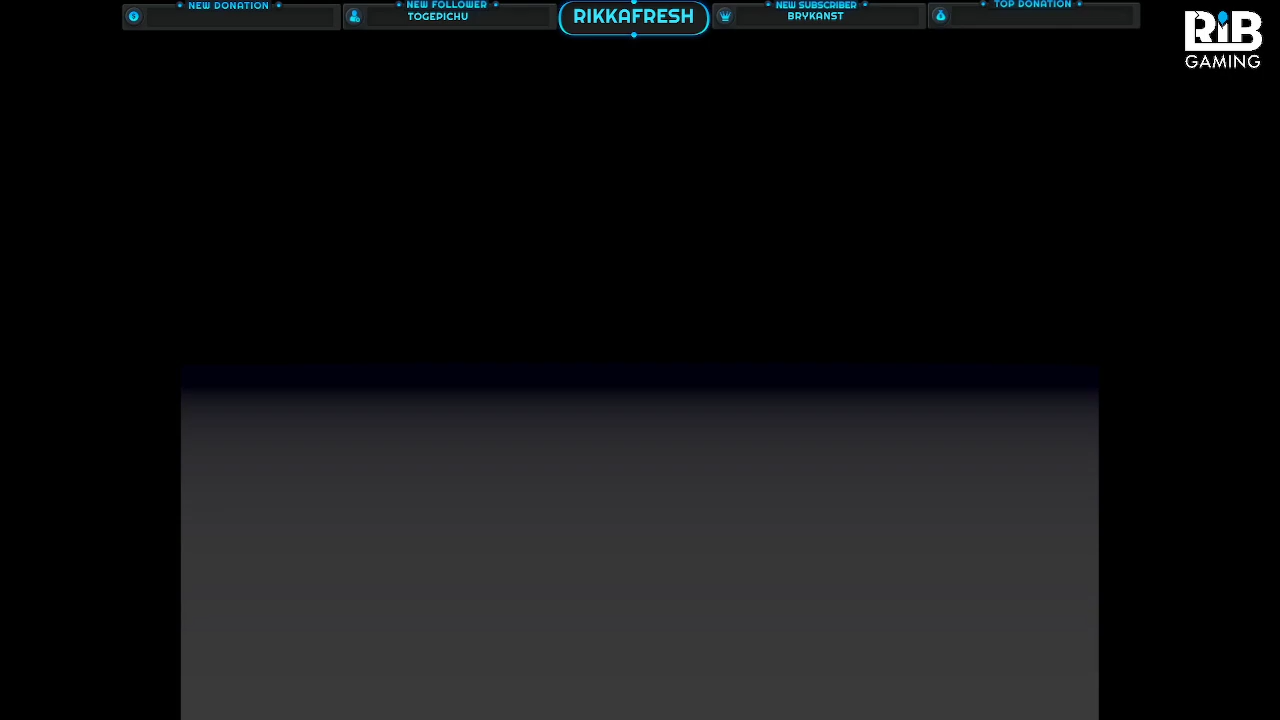 NEW DONATION
NEW FOLLOWER
TOGEPICHU
RIKKAFRESH
NEW SUBSCRIBER
BRYKANST
TOP DONATION
RiB
GAMING